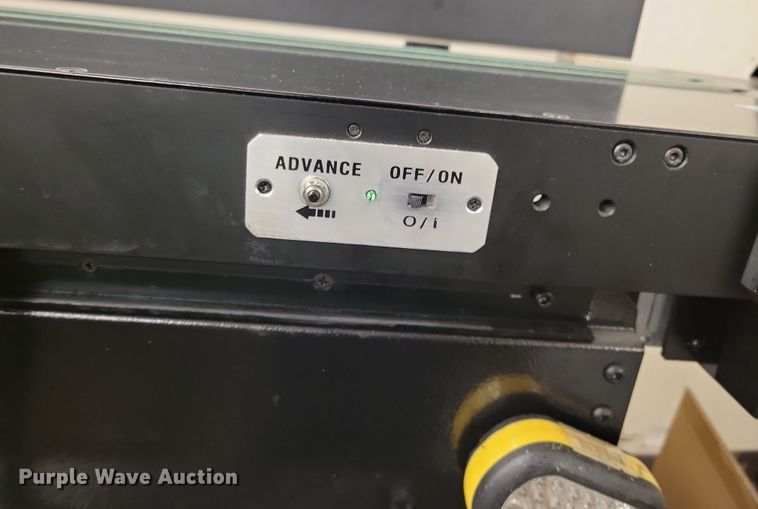 ADVANCE OFF/ON
O/I
Purple Wave Auction